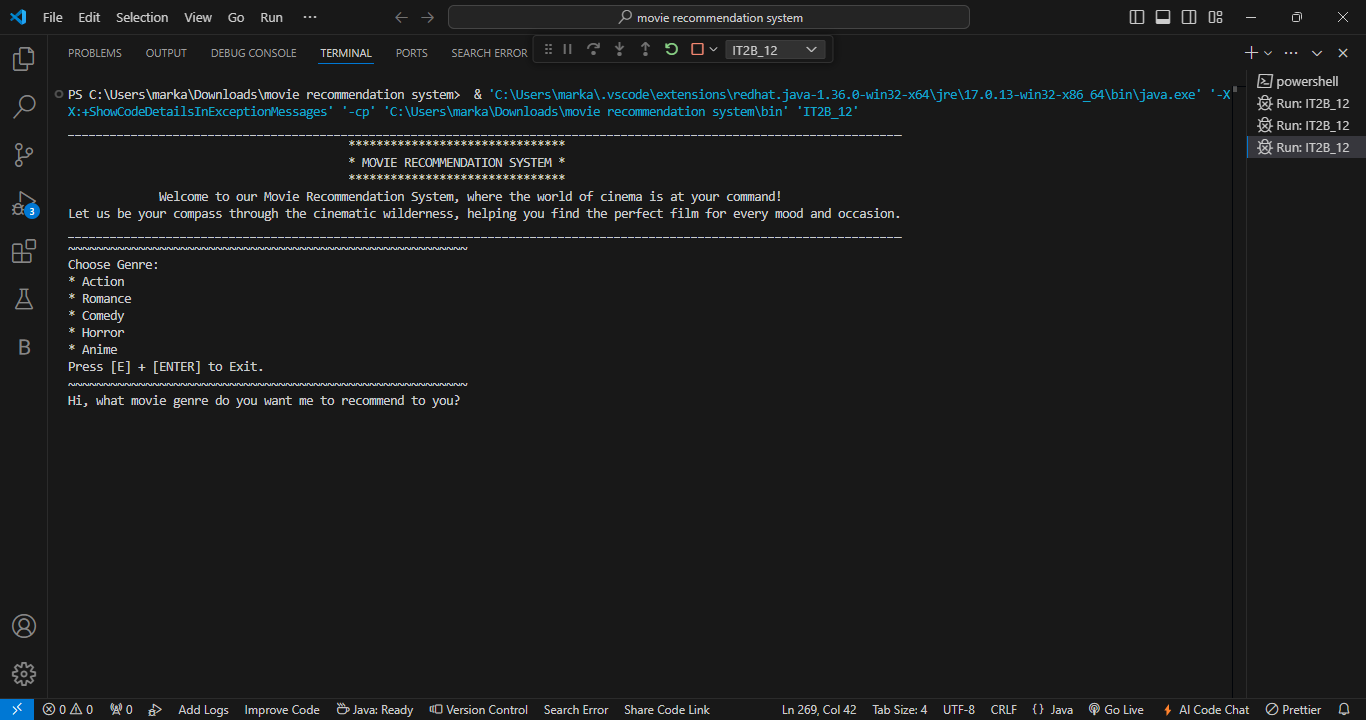 File Edit Selection View Go Run ···
movie recommendation system
PROBLEMS OUTPUT DEBUG CONSOLE TERMINAL PORTS SEARCH ERROR
IT2B_12
PS C:\Users\marka\Downloads\movie recommendation system>  & 'C:\Users\marka\.vscode\extensions\redhat.java-1.36.0-win32-x64\jre\17.0.13-win32-x86_64\bin\java.exe' '-X
X:+ShowCodeDetailsInExceptionMessages' '-cp' 'C:\Users\marka\Downloads\movie recommendation system\bin' 'IT2B_12'
*******************************
* MOVIE RECOMMENDATION SYSTEM *
*******************************
Welcome to our Movie Recommendation System, where the world of cinema is at your command!
Let us be your compass through the cinematic wilderness, helping you find the perfect film for every mood and occasion.
~~~~~~~~~~~~~~~~~~~~~~~~~~~~~~~~~~~~~~~~~~~~~~~~~~~~~~~~~
Choose Genre:
* Action
* Romance
* Comedy
* Horror
* Anime
Press [E] + [ENTER] to Exit.
~~~~~~~~~~~~~~~~~~~~~~~~~~~~~~~~~~~~~~~~~~~~~~~~~~~~~~~~~
Hi, what movie genre do you want me to recommend to you?
powershell
Run: IT2B_12
Run: IT2B_12
Run: IT2B_12
3
B
0 0 0 Add Logs Improve Code Java: Ready Version Control Search Error Share Code Link Ln 269, Col 42 Tab Size: 4 UTF-8 CRLF {} Java Go Live AI Code Chat Prettier